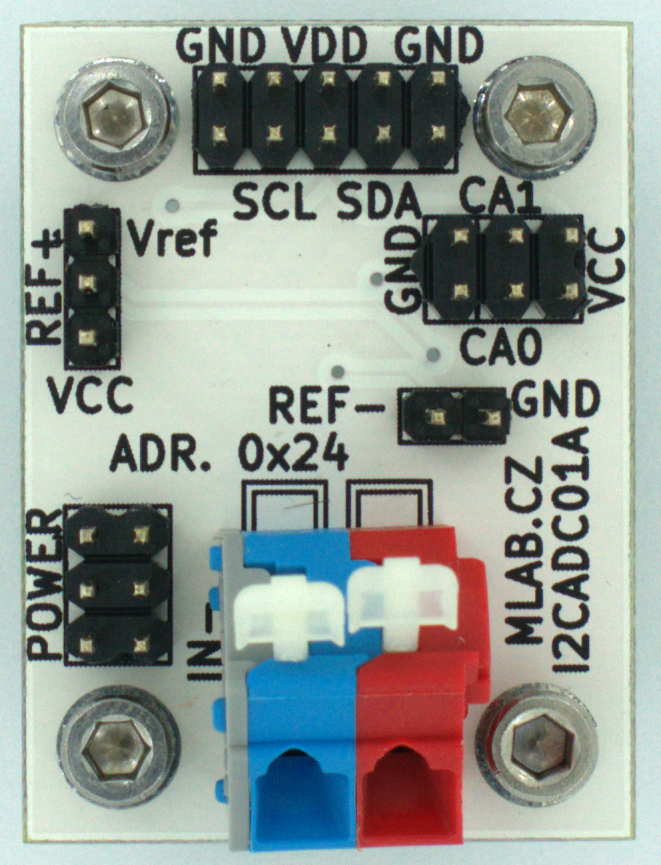 GND VDD GND
SCL SDA CA1
REF+ Vref
GND VCC
CA0
VCC
REF- GND
ADR. 0x24
POWER
IN-
MLAB.CZ
I2CADC01A